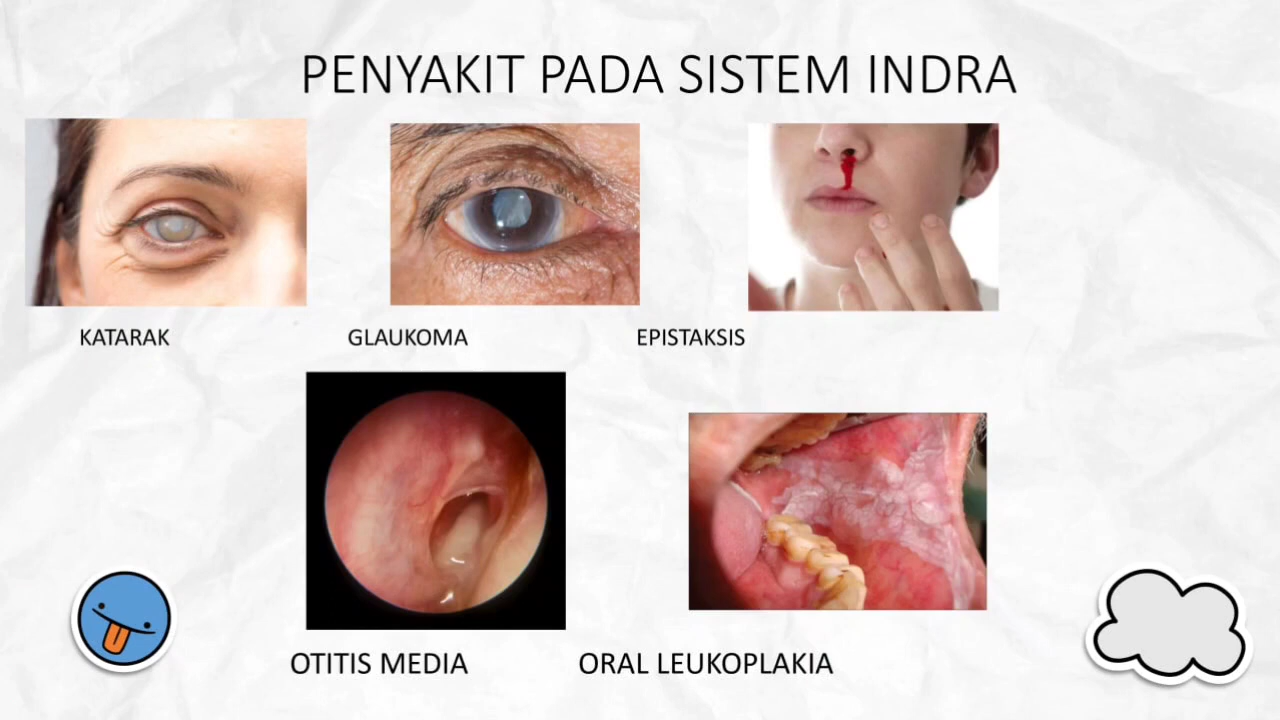 PENYAKIT PADA SISTEM INDRA
KATARAK
GLAUKOMA
EPISTAKSIS
OTITIS MEDIA
ORAL LEUKOPLAKIA